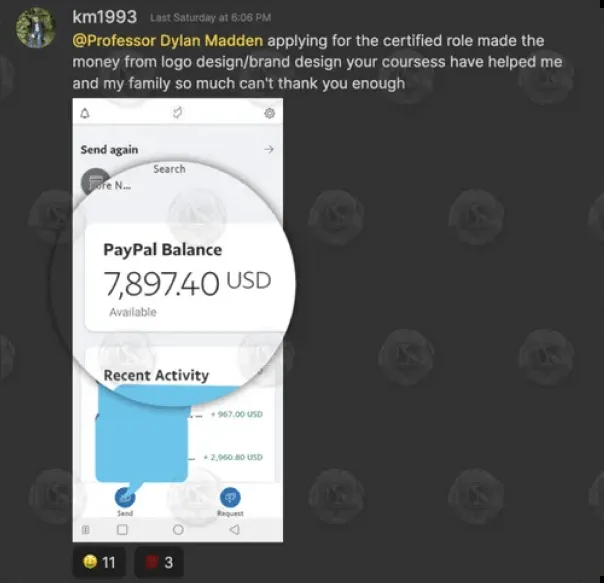 km1993 Last Saturday at 6:06 PM
@Professor Dylan Madden applying for the certified role made the
money from logo design/brand design your coursess have helped me
and my family so much can't thank you enough
Send again
Search
ore N...
PayPal Balance
7,897.40 USD
Available
Recent Activity
+ 967.00 USD
+ 2,960.80 USD
Send
Request
11
3